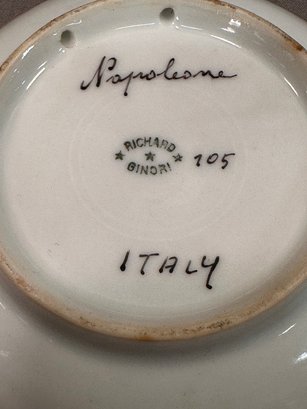 Napoleone
RICHARD
★ ★ ★ 105
GINORI
ITALY